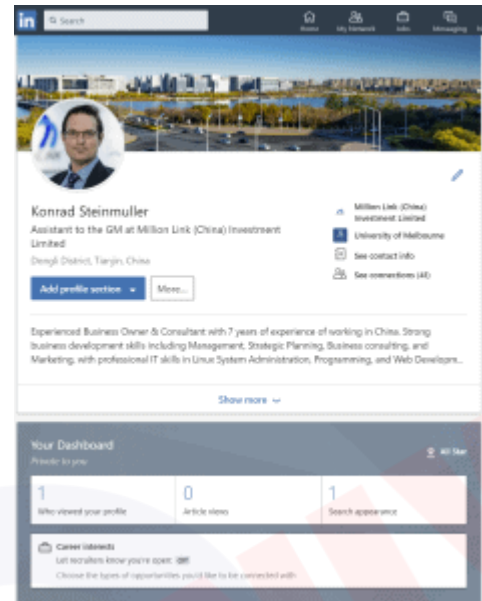 in
Search
Home
My Network
Jobs
Messaging
Konrad Steinmuller
Assistant to the GM at Million Link (China) Investment
Limited
Dongli District, Tianjin, China
Million Link (China)
Investment Limited
University of Melbourne
See contact info
See connections (48)
Add profile section
More...
Experienced Business Owner & Consultant with 7 years of experience of working in China. Strong
business development skills including Management, Strategic Planning, Business consulting, and
Marketing, with professional IT skills in Linux System Administration, Programming, and Web Developm...
Show more
Your Dashboard
Private to you
All Star
1
Who viewed your profile
0
Article views
1
Search appearance
Career interests
Let recruiters know you're open: Off
Choose the types of opportunities you'd like to be connected with